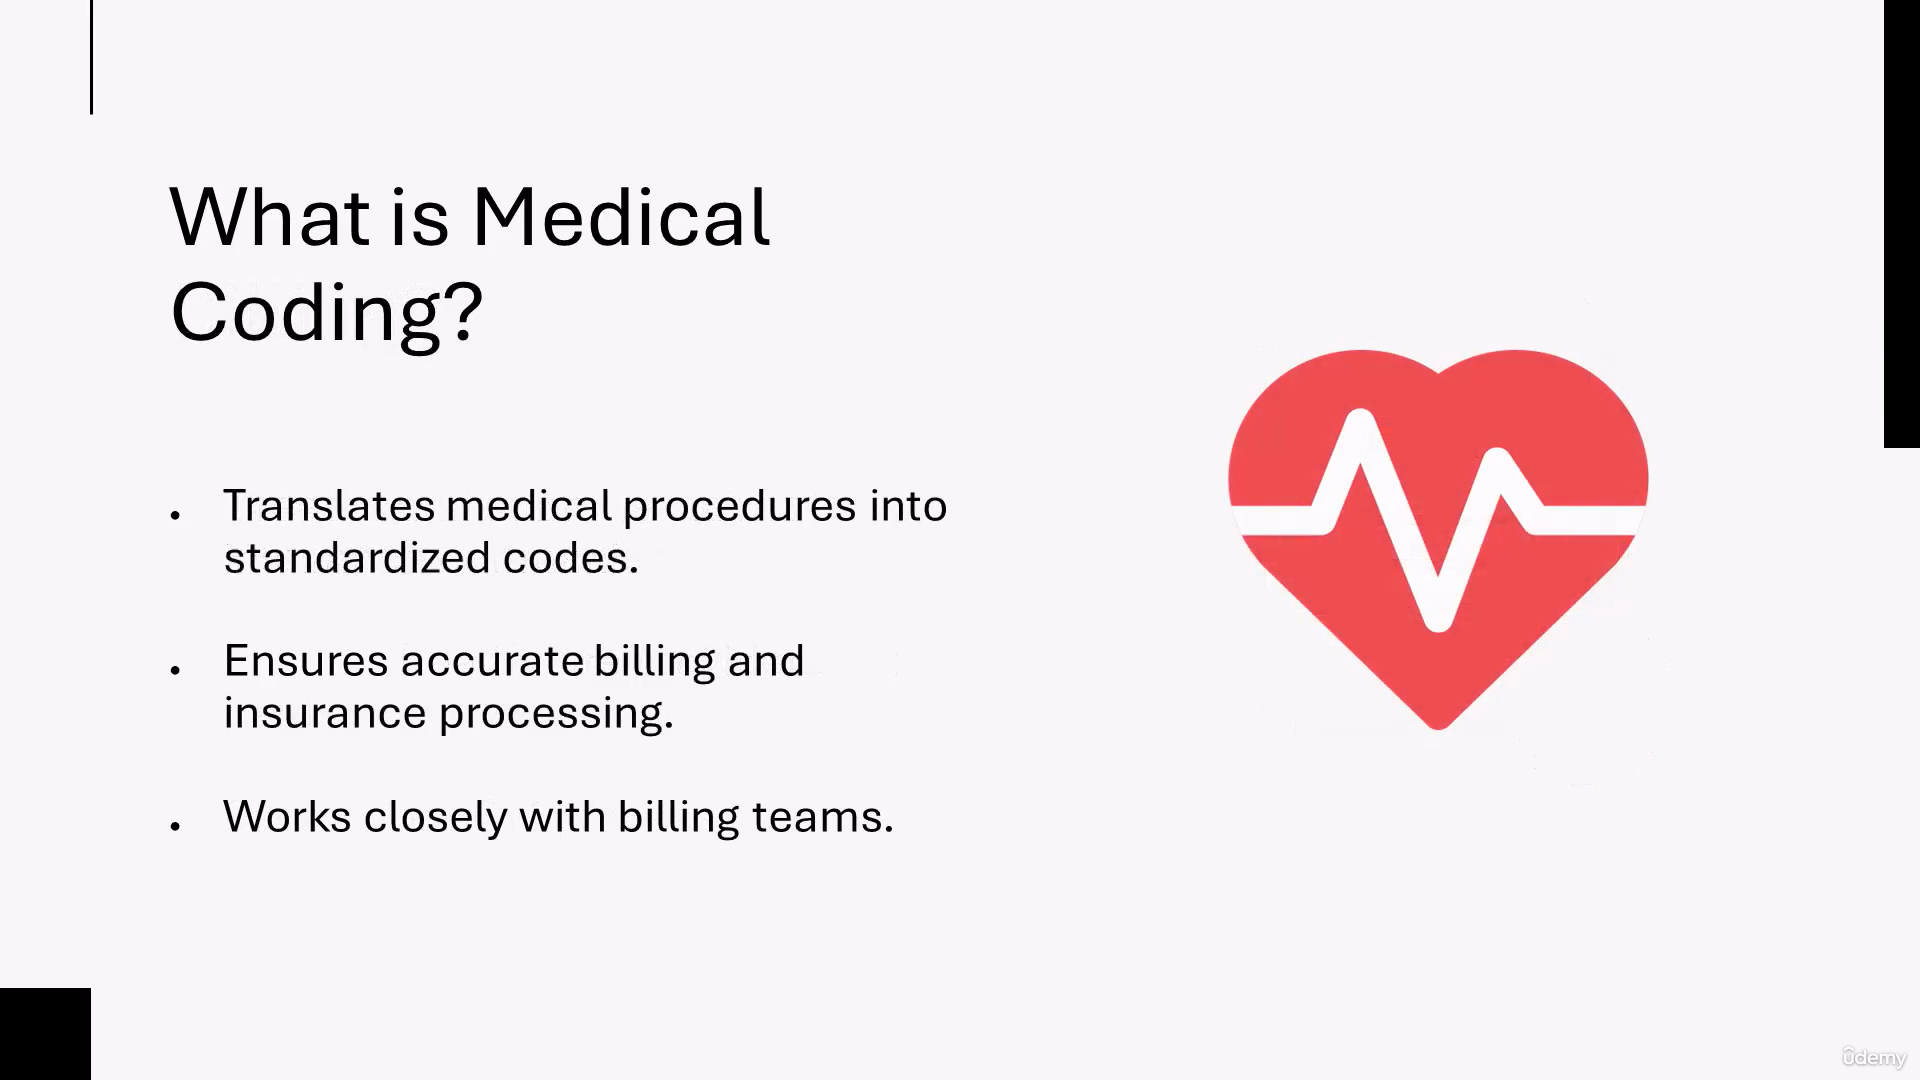 What is Medical
Coding?
• Translates medical procedures into
standardized codes.
• Ensures accurate billing and
insurance processing.
• Works closely with billing teams.
ûdemy